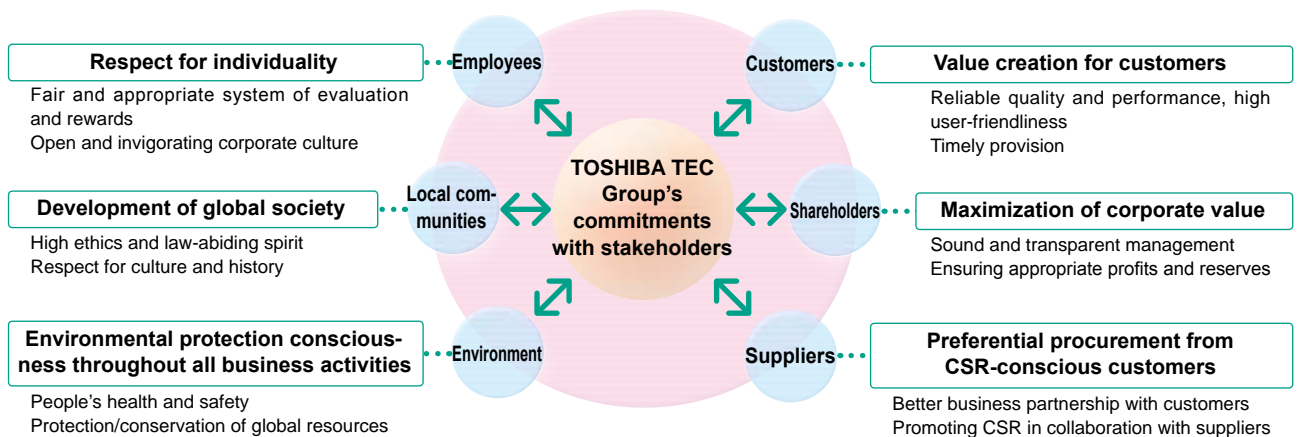 Respect for individuality
Fair and appropriate system of evaluation
and rewards
Open and invigorating corporate culture
Employees
Customers
Value creation for customers
Reliable quality and performance, high
user-friendliness
Timely provision
Development of global society
High ethics and law-abiding spirit
Respect for culture and history
Local com-
munities
TOSHIBA TEC
Group's
commitments
with stakeholders
Shareholders
Maximization of corporate value
Sound and transparent management
Ensuring appropriate profits and reserves
Environmental protection conscious-
ness throughout all business activities
People's health and safety
Protection/conservation of global resources
Environment
Suppliers
Preferential procurement from
CSR-conscious customers
Better business partnership with customers
Promoting CSR in collaboration with suppliers